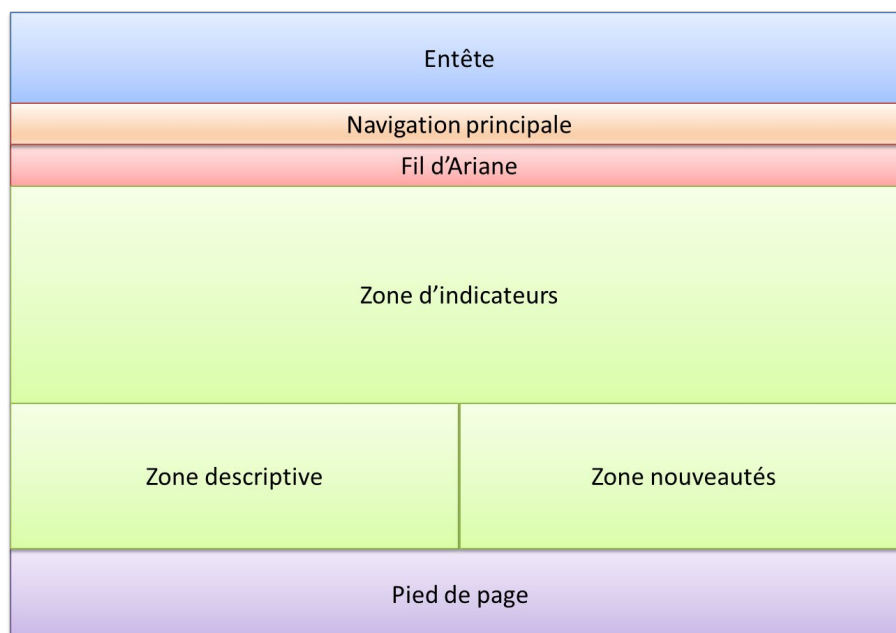 Entête
Navigation principale
Fil d’Ariane
Zone d’indicateurs
Zone descriptive
Zone nouveautés
Pied de page